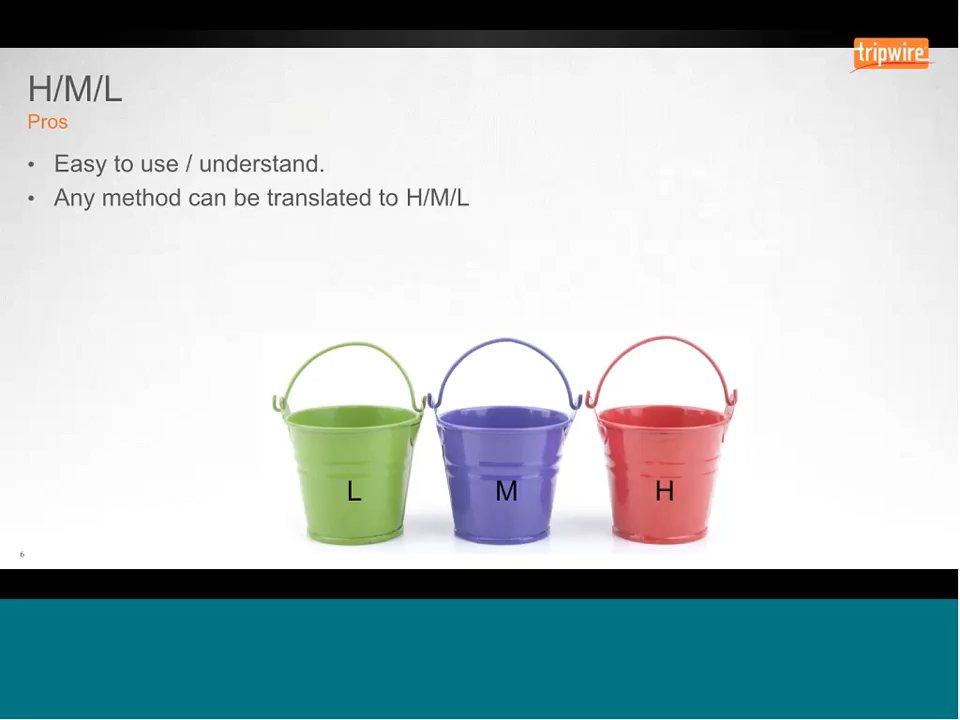 tripwire
H/M/L
Pros
• Easy to use / understand.
• Any method can be translated to H/M/L
L M H
6